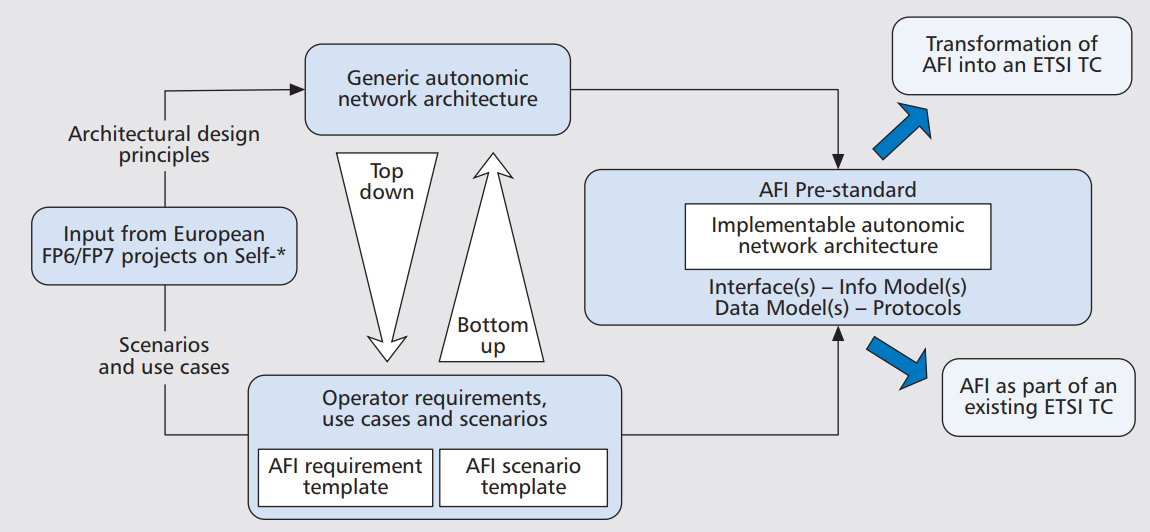 Transformation of
AFI into an ETSI TC
Generic autonomic
network architecture
Architectural design
principles
Top
down
AFI Pre-standard
Implementable autonomic
network architecture
Interface(s) – Info Model(s)
Data Model(s) – Protocols
Input from European
FP6/FP7 projects on Self-*
Bottom
up
Scenarios
and use cases
AFI as part of an
existing ETSI TC
Operator requirements,
use cases and scenarios
AFI requirement
template
AFI scenario
template